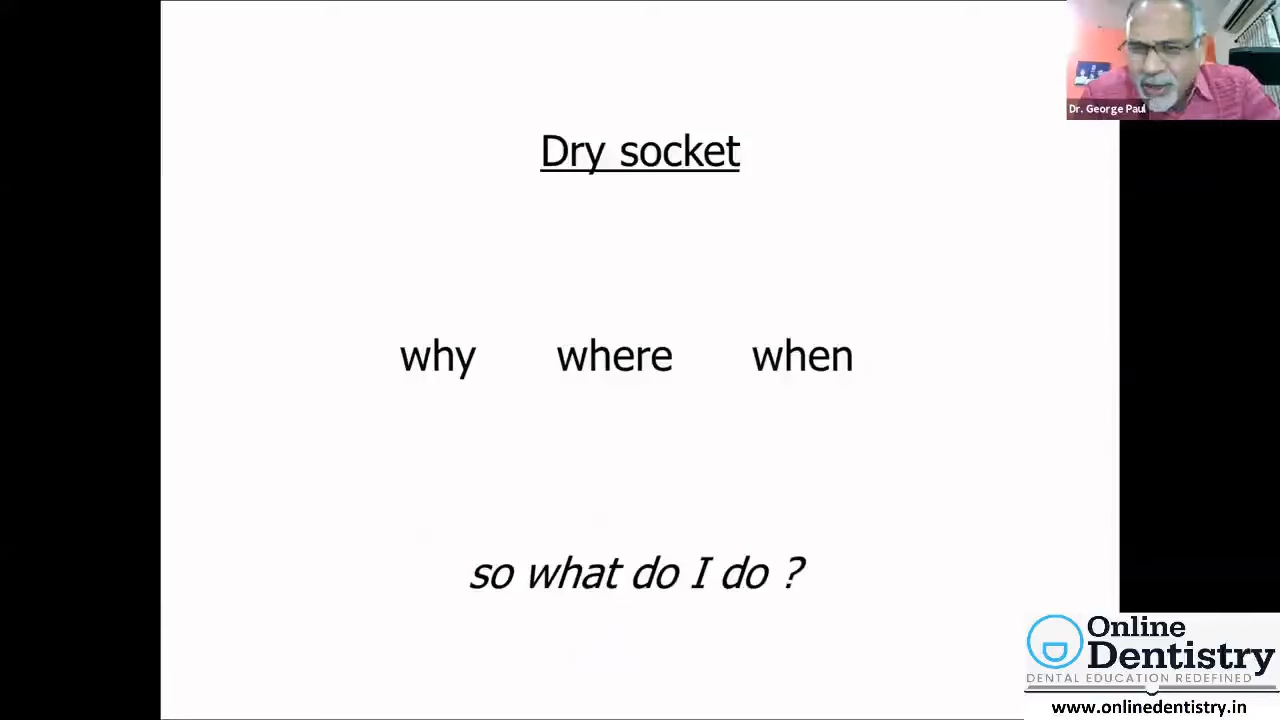 Dry socket
why where when
so what do I do ?
Dr. George Paul
Online
Dentistry
DENTAL EDUCATION REDEFINED
www.onlinedentistry.in